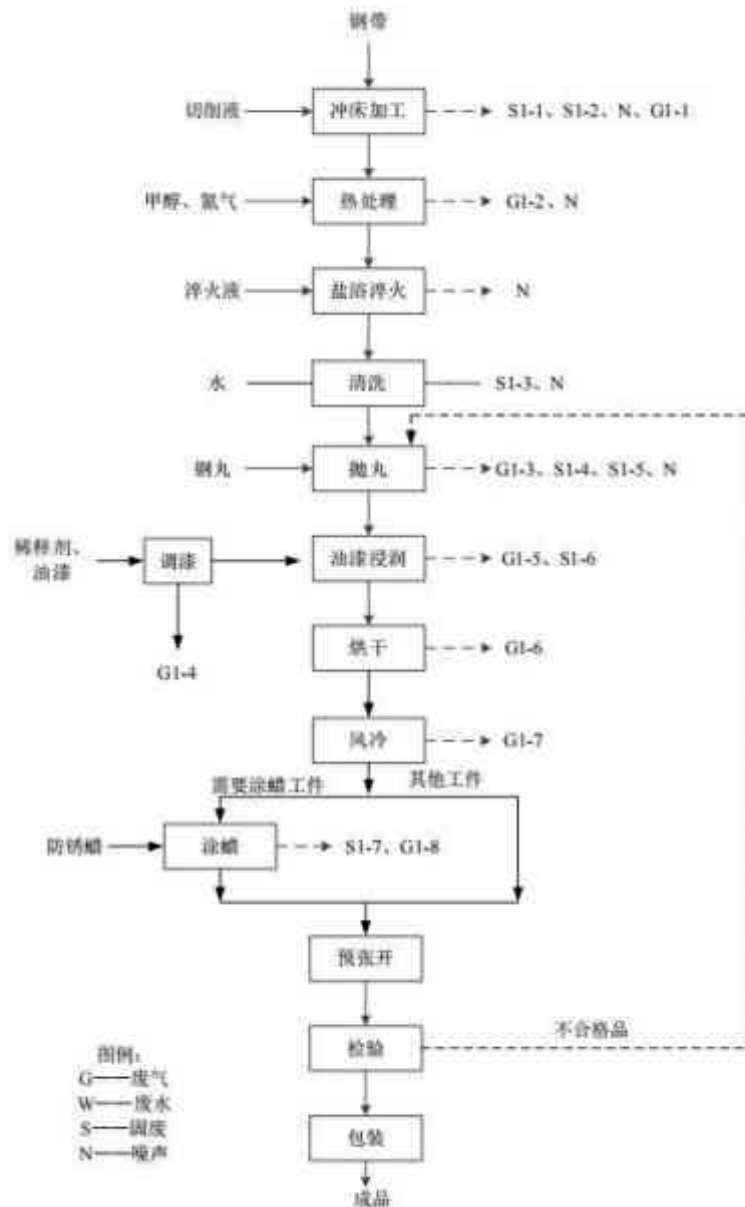 钢带
切削液 冲床加工 S1-1、S1-2、N、G1-1
甲醇、氮气 热处理 G1-2、N
淬火液 盐浴淬火 N
水 清洗 S1-3、N
钢丸 抛丸 G1-3、S1-4、S1-5、N
稀释剂、
油漆 调漆 油漆浸润 G1-5、S1-6
G1-4
烘干 G1-6
风冷 G1-7
需要涂蜡工件 其他工件
防锈蜡 涂蜡 S1-7、G1-8
预张开
检验 不合格品
包装
成品
图例：
G——废气
W——废水
S——固废
N——噪声